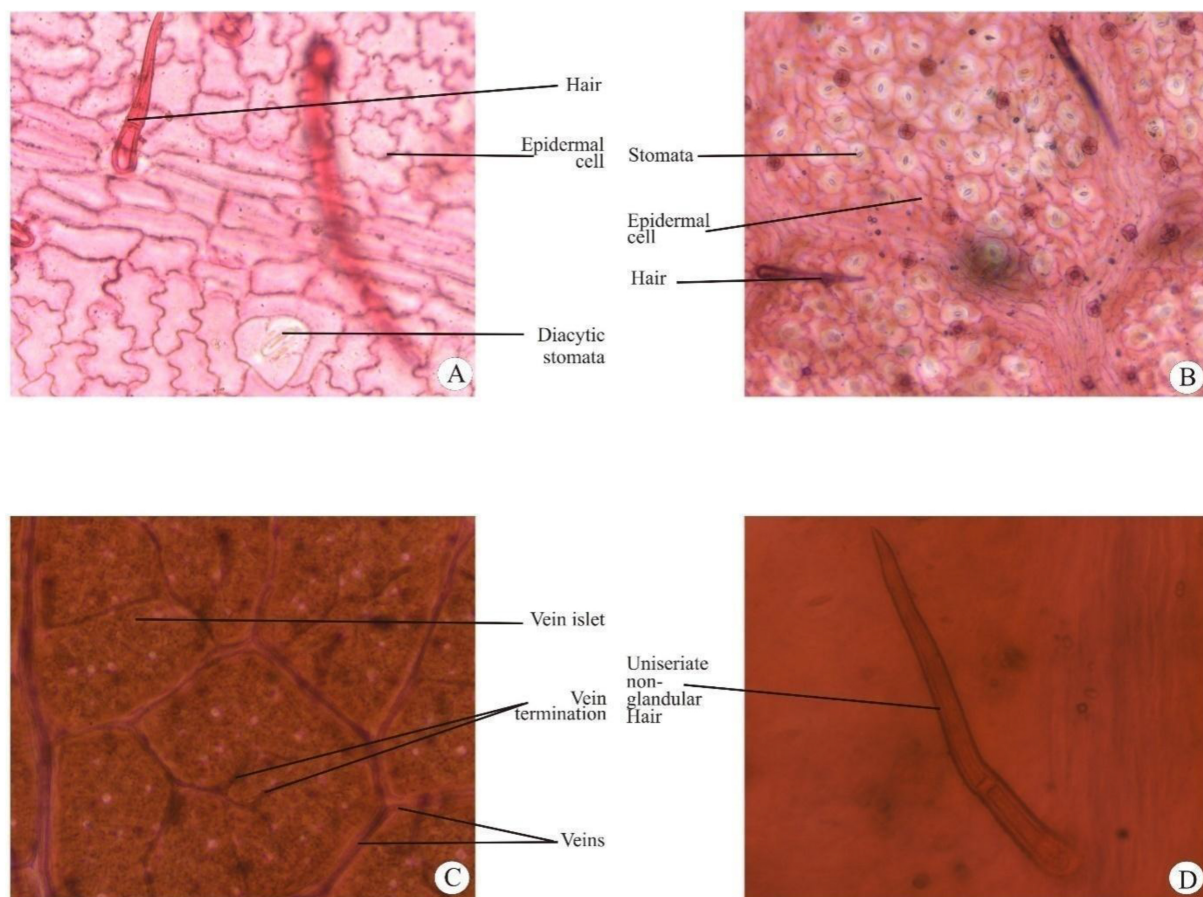 Hair
Epidermal
cell
Diacytic
stomata
A
Stomata
Epidermal
cell
Hair
B
Vein islet
Vein
termination
Veins
C
Uniseriate
non-
glandular
Hair
D